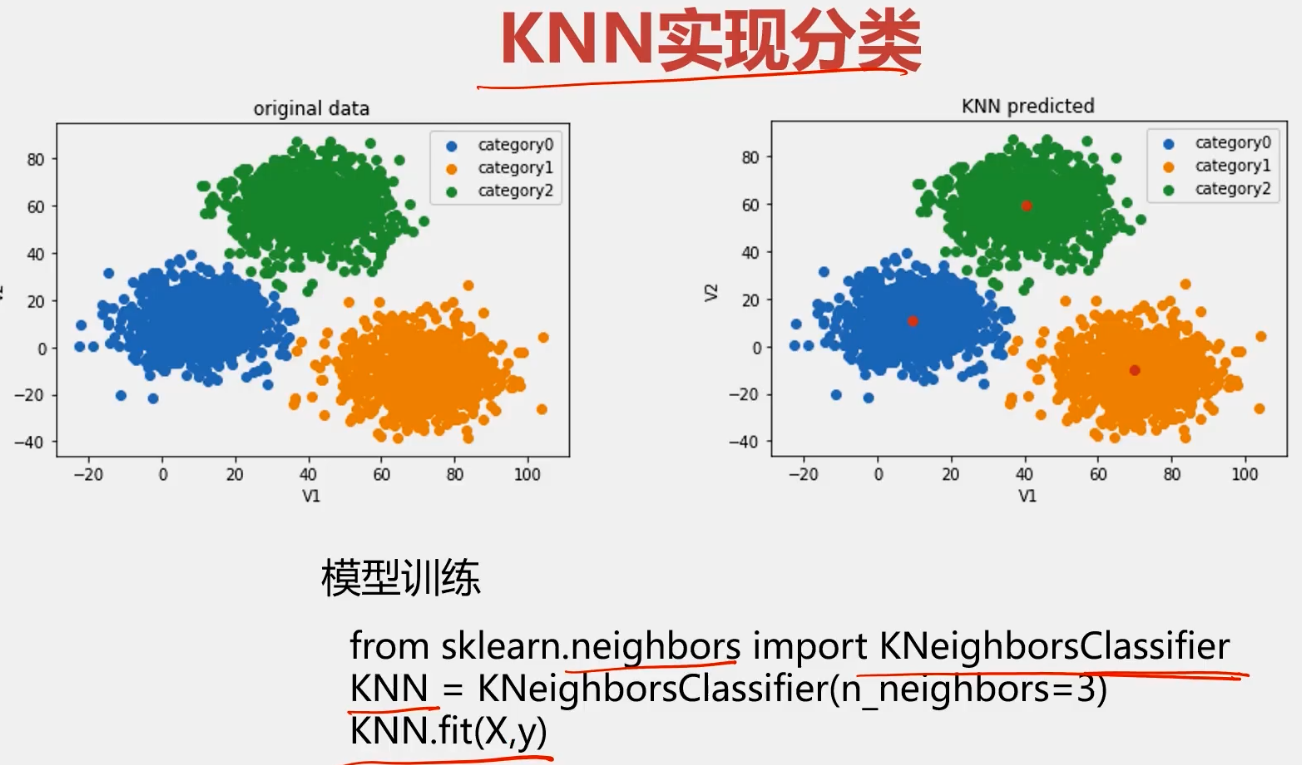 KNN实现分类
original data
category0
category1
category2
80
60
40
20
0
−20
−40
−20 0 20 40 60 80 100
V1
KNN predicted
category0
category1
category2
V2
80
60
40
20
0
−20
−40
−20 0 20 40 60 80 100
V1
模型训练
from sklearn.neighbors import KNeighborsClassifier
KNN = KNeighborsClassifier(n_neighbors=3)
KNN.fit(X,y)